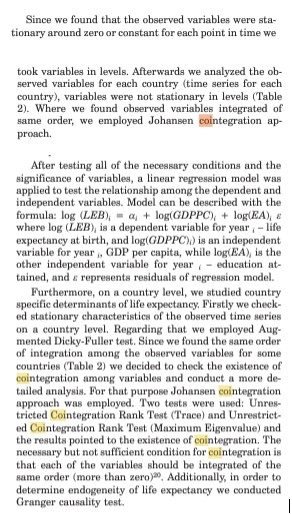 Since we found that the observed variables were sta-
tionary around zero or constant for each point in time we
took variables in levels. Afterwards we analyzed the ob-
served variables for each country (time series for each
country), variables were not stationary in levels (Table
2). Where we found observed variables integrated of
same order, we employed Johansen cointegration ap-
proach.
After testing all of the necessary conditions and the
significance of variables, a linear regression model was
applied to test the relationship among the dependent and
independent variables. Model can be described with the
formula: log (LEB)ᵢ = αᵢ + log(GDPPC)ᵢ + log(EA)ᵢ ε
where log (LEB)ᵢ is a dependent variable for year ᵢ – life
expectancy at birth, and log(GDPPC)ᵢ) is an independent
variable for year ᵢ, GDP per capita, while log(EA)ᵢ is the
other independent variable for year ᵢ – education at-
tained, and ε represents residuals of regression model.
Furthermore, on a country level, we studied country
specific determinants of life expectancy. Firstly we check-
ed stationary characteristics of the observed time series
on a country level. Regarding that we employed Aug-
mented Dicky-Fuller test. Since we found the same order
of integration among the observed variables for some
countries (Table 2) we decided to check the existence of
cointegration among variables and conduct a more de-
tailed analysis. For that purpose Johansen cointegration
approach was employed. Two tests were used: Unres-
tricted Cointegration Rank Test (Trace) and Unrestrict-
ed Cointegration Rank Test (Maximum Eigenvalue) and
the results pointed to the existence of cointegration. The
necessary but not sufficient condition for cointegration is
that each of the variables should be integrated of the
same order (more than zero)²⁰. Additionally, in order to
determine endogeneity of life expectancy we conducted
Granger causality test.